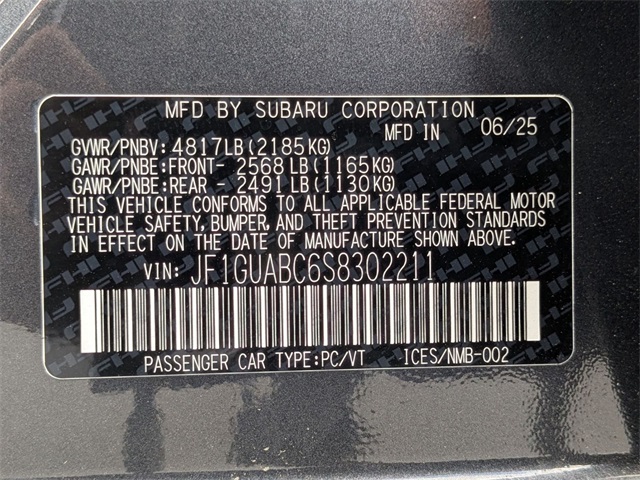 MFD BY SUBARU CORPORATION
MFD IN 06/25
GVWR/PNBV: 4817LB (2185KG)
GAWR/PNBE:FRONT- 2568 LB (1165KG)
GAWR/PNBE:REAR - 2491 LB (1130KG)
THIS VEHICLE CONFORMS TO ALL APPLICABLE FEDERAL MOTOR
VEHICLE SAFETY, BUMPER, AND THEFT PREVENTION STANDARDS
IN EFFECT ON THE DATE OF MANUFACTURE SHOWN ABOVE.
VIN: JF1GUABC6S8302211
PASSENGER CAR TYPE:PC/VT ICES/NMB-002